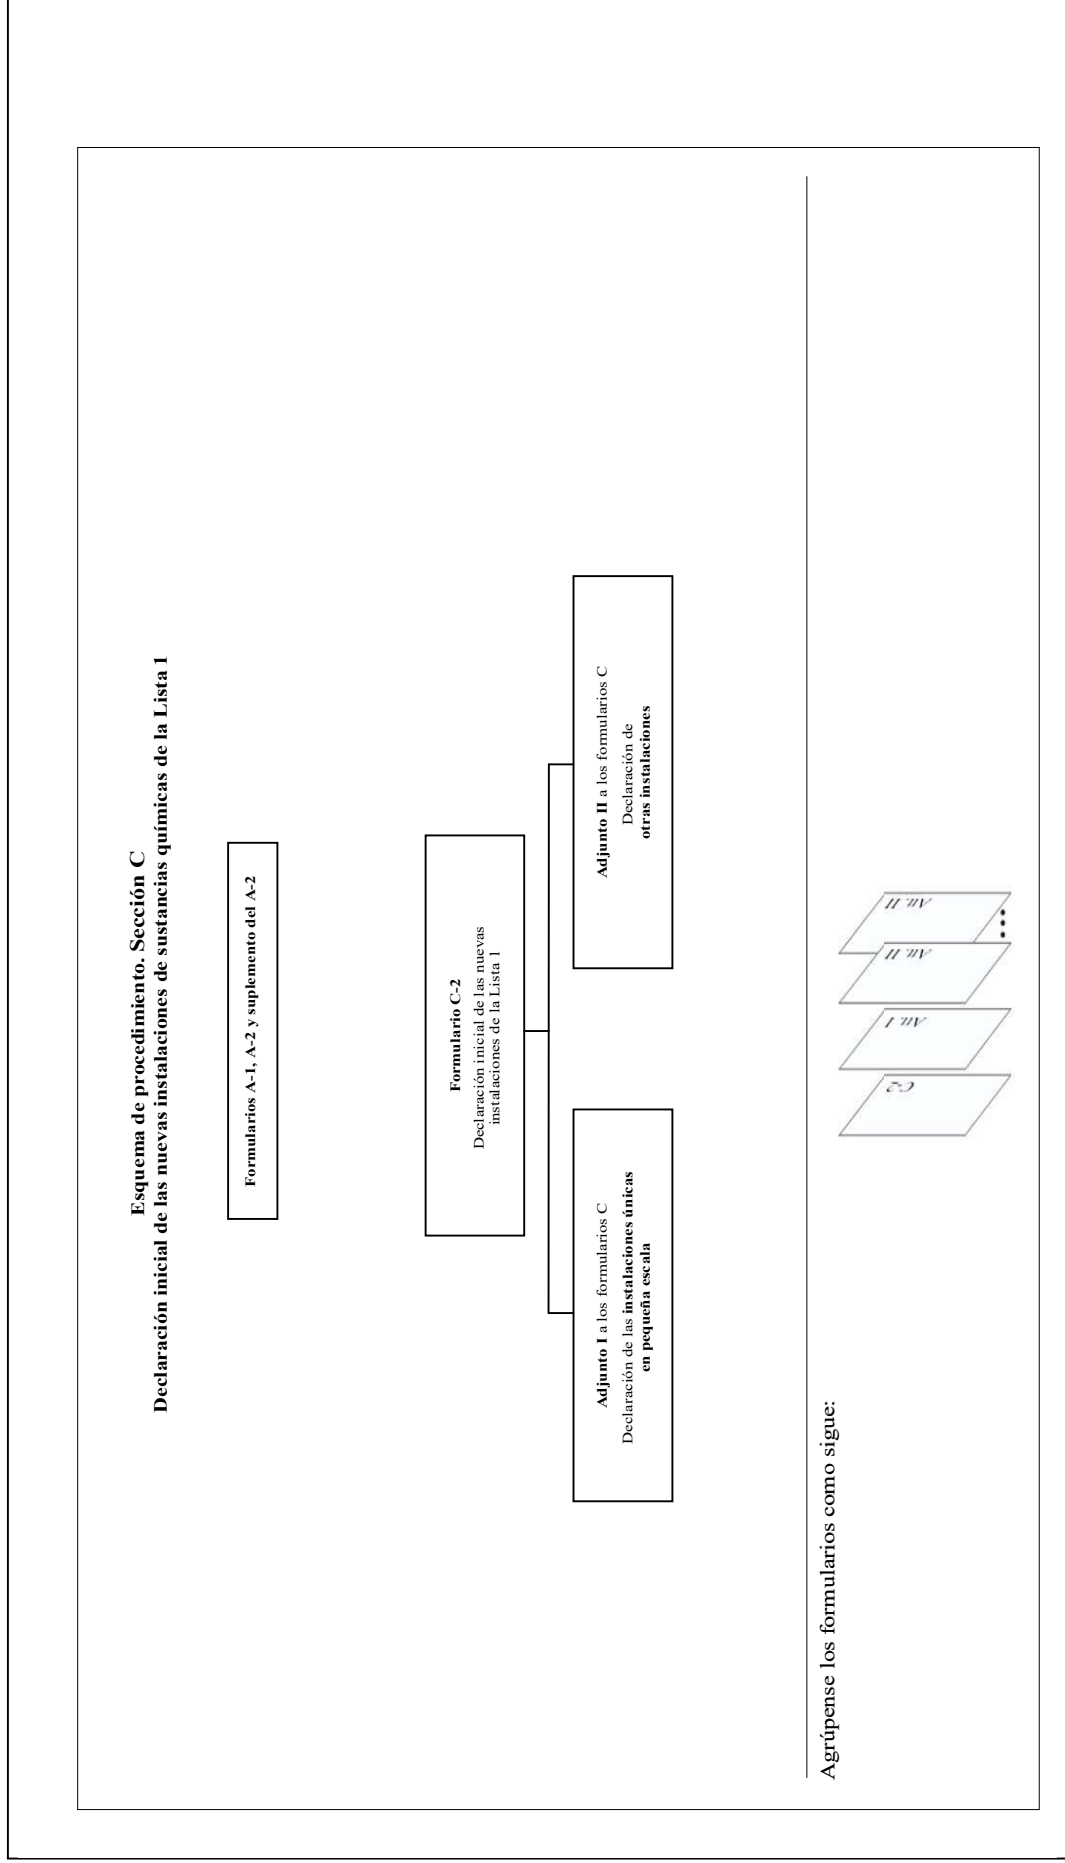 Esquema de procedimiento. Sección C
Declaración inicial de las nuevas instalaciones de sustancias químicas de la Lista 1
Formularios A-1, A-2 y suplemento del A-2
Formulario C-2
Declaración inicial de las nuevas
instalaciones de la Lista 1
Adjunto I a los formularios C
Declaración de las instalaciones únicas
en pequeña escala
Adjunto II a los formularios C
Declaración de
otras instalaciones
Agrúpense los formularios como sigue:
C-2
Att. I
Att. II
Att. II